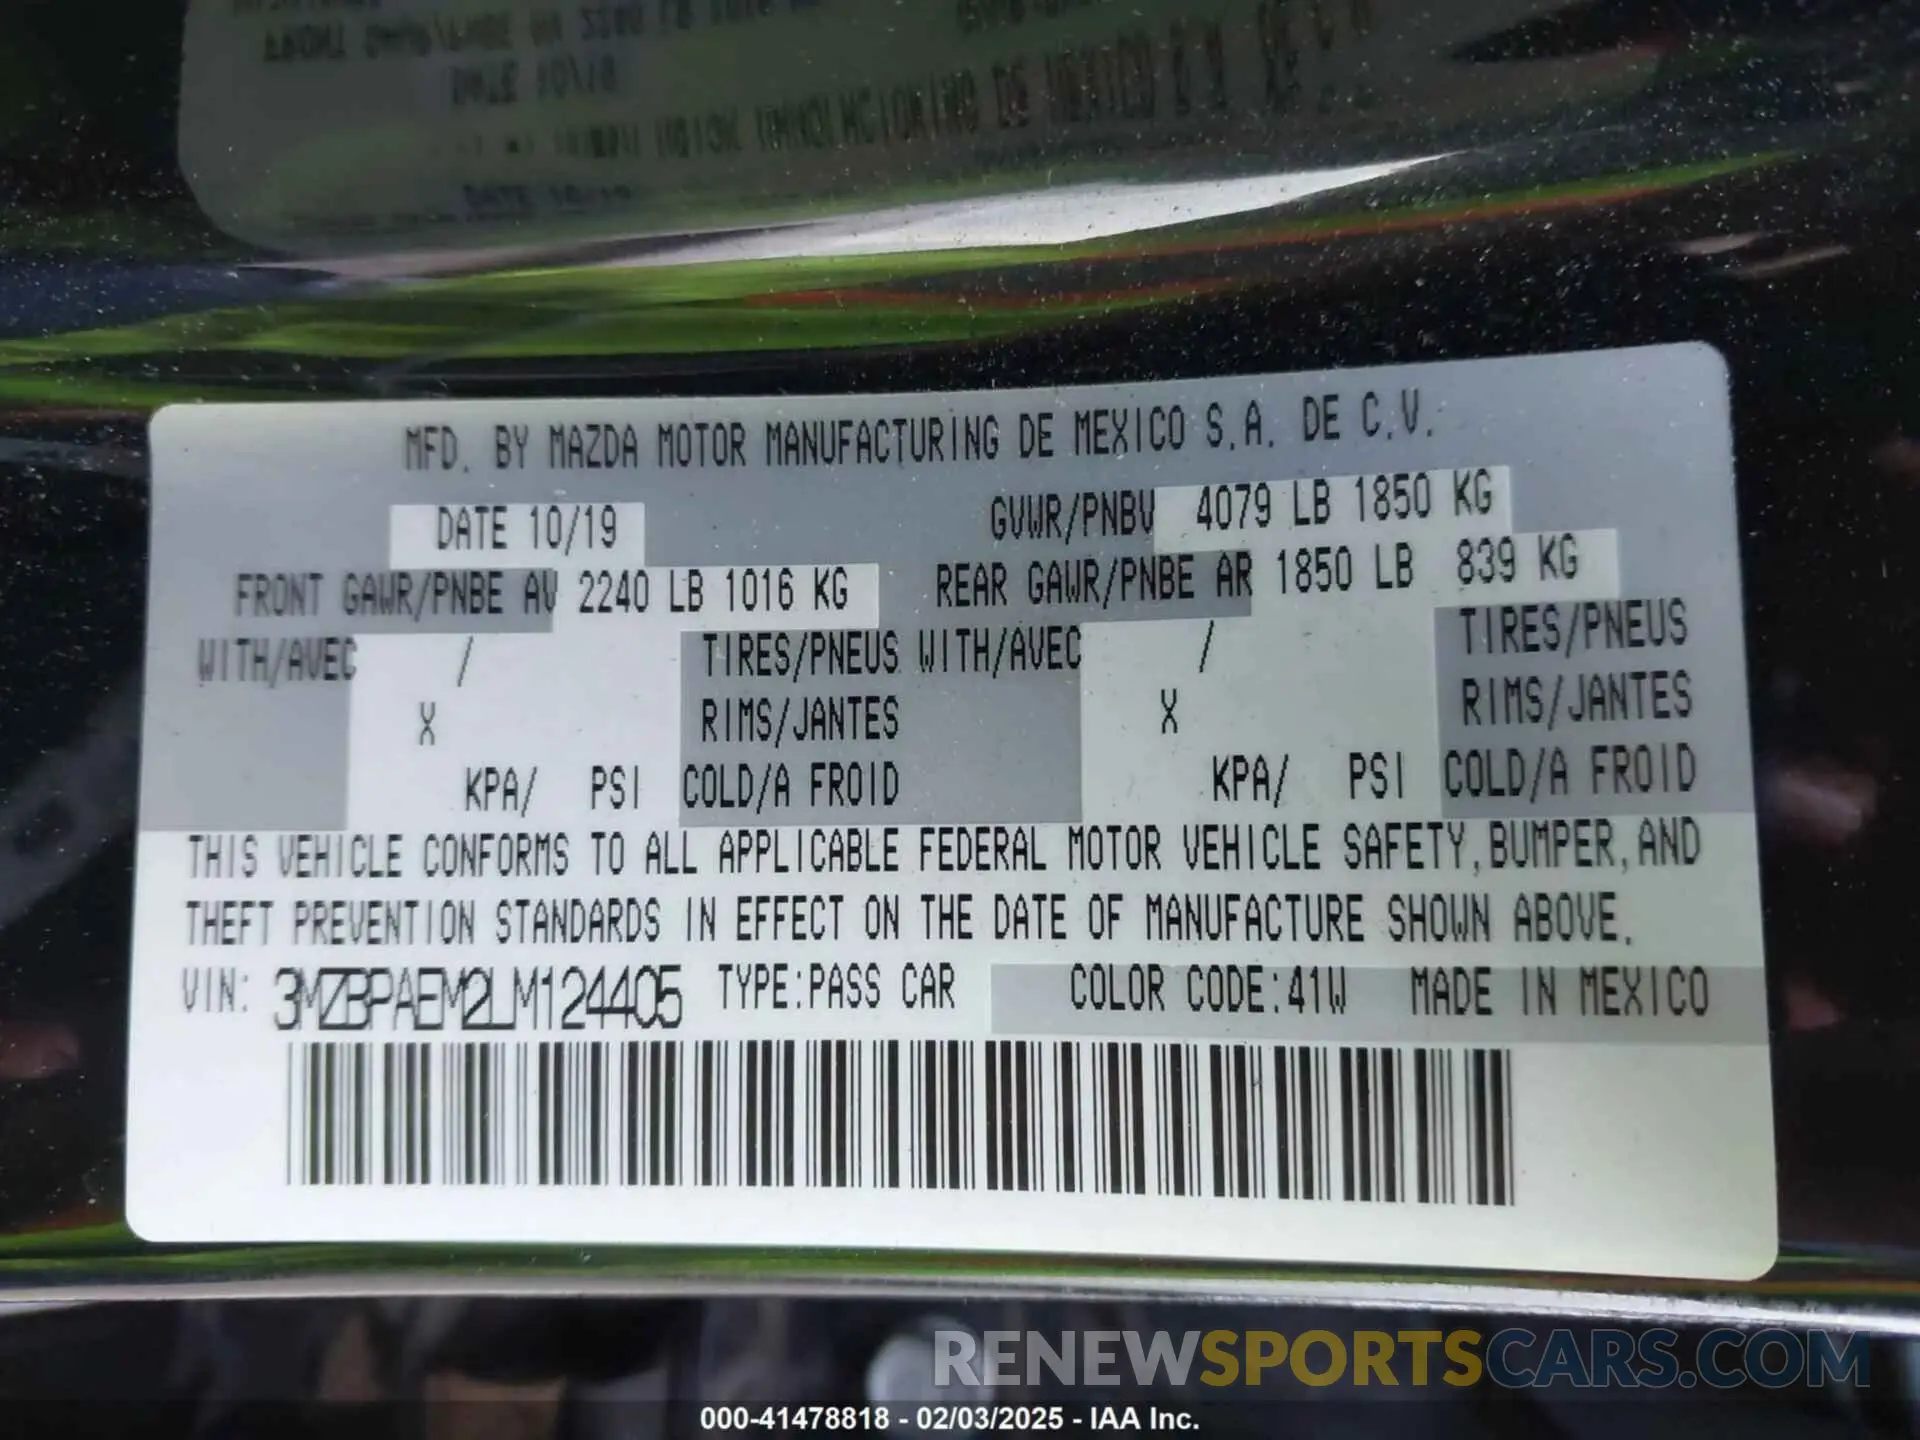 MFD. BY MAZDA MOTOR MANUFACTURING DE MEXICO S.A. DE C.V.
DATE 10/19 GVWR/PNBV 4079 LB 1850 KG
FRONT GAWR/PNBE AV 2240 LB 1016 KG REAR GAWR/PNBE AR 1850 LB 839 KG
WITH/AVEC / TIRES/PNEUS WITH/AVEC / TIRES/PNEUS
X RIMS/JANTES X RIMS/JANTES
KPA/ PSI COLD/A FROID KPA/ PSI COLD/A FROID
THIS VEHICLE CONFORMS TO ALL APPLICABLE FEDERAL MOTOR VEHICLE SAFETY, BUMPER, AND
THEFT PREVENTION STANDARDS IN EFFECT ON THE DATE OF MANUFACTURE SHOWN ABOVE.
VIN: 3MZBPAEM2LM124405 TYPE:PASS CAR COLOR CODE:41W MADE IN MEXICO
RENEWSPORTSCARS.COM
000-41478818 - 02/03/2025 - IAA Inc.